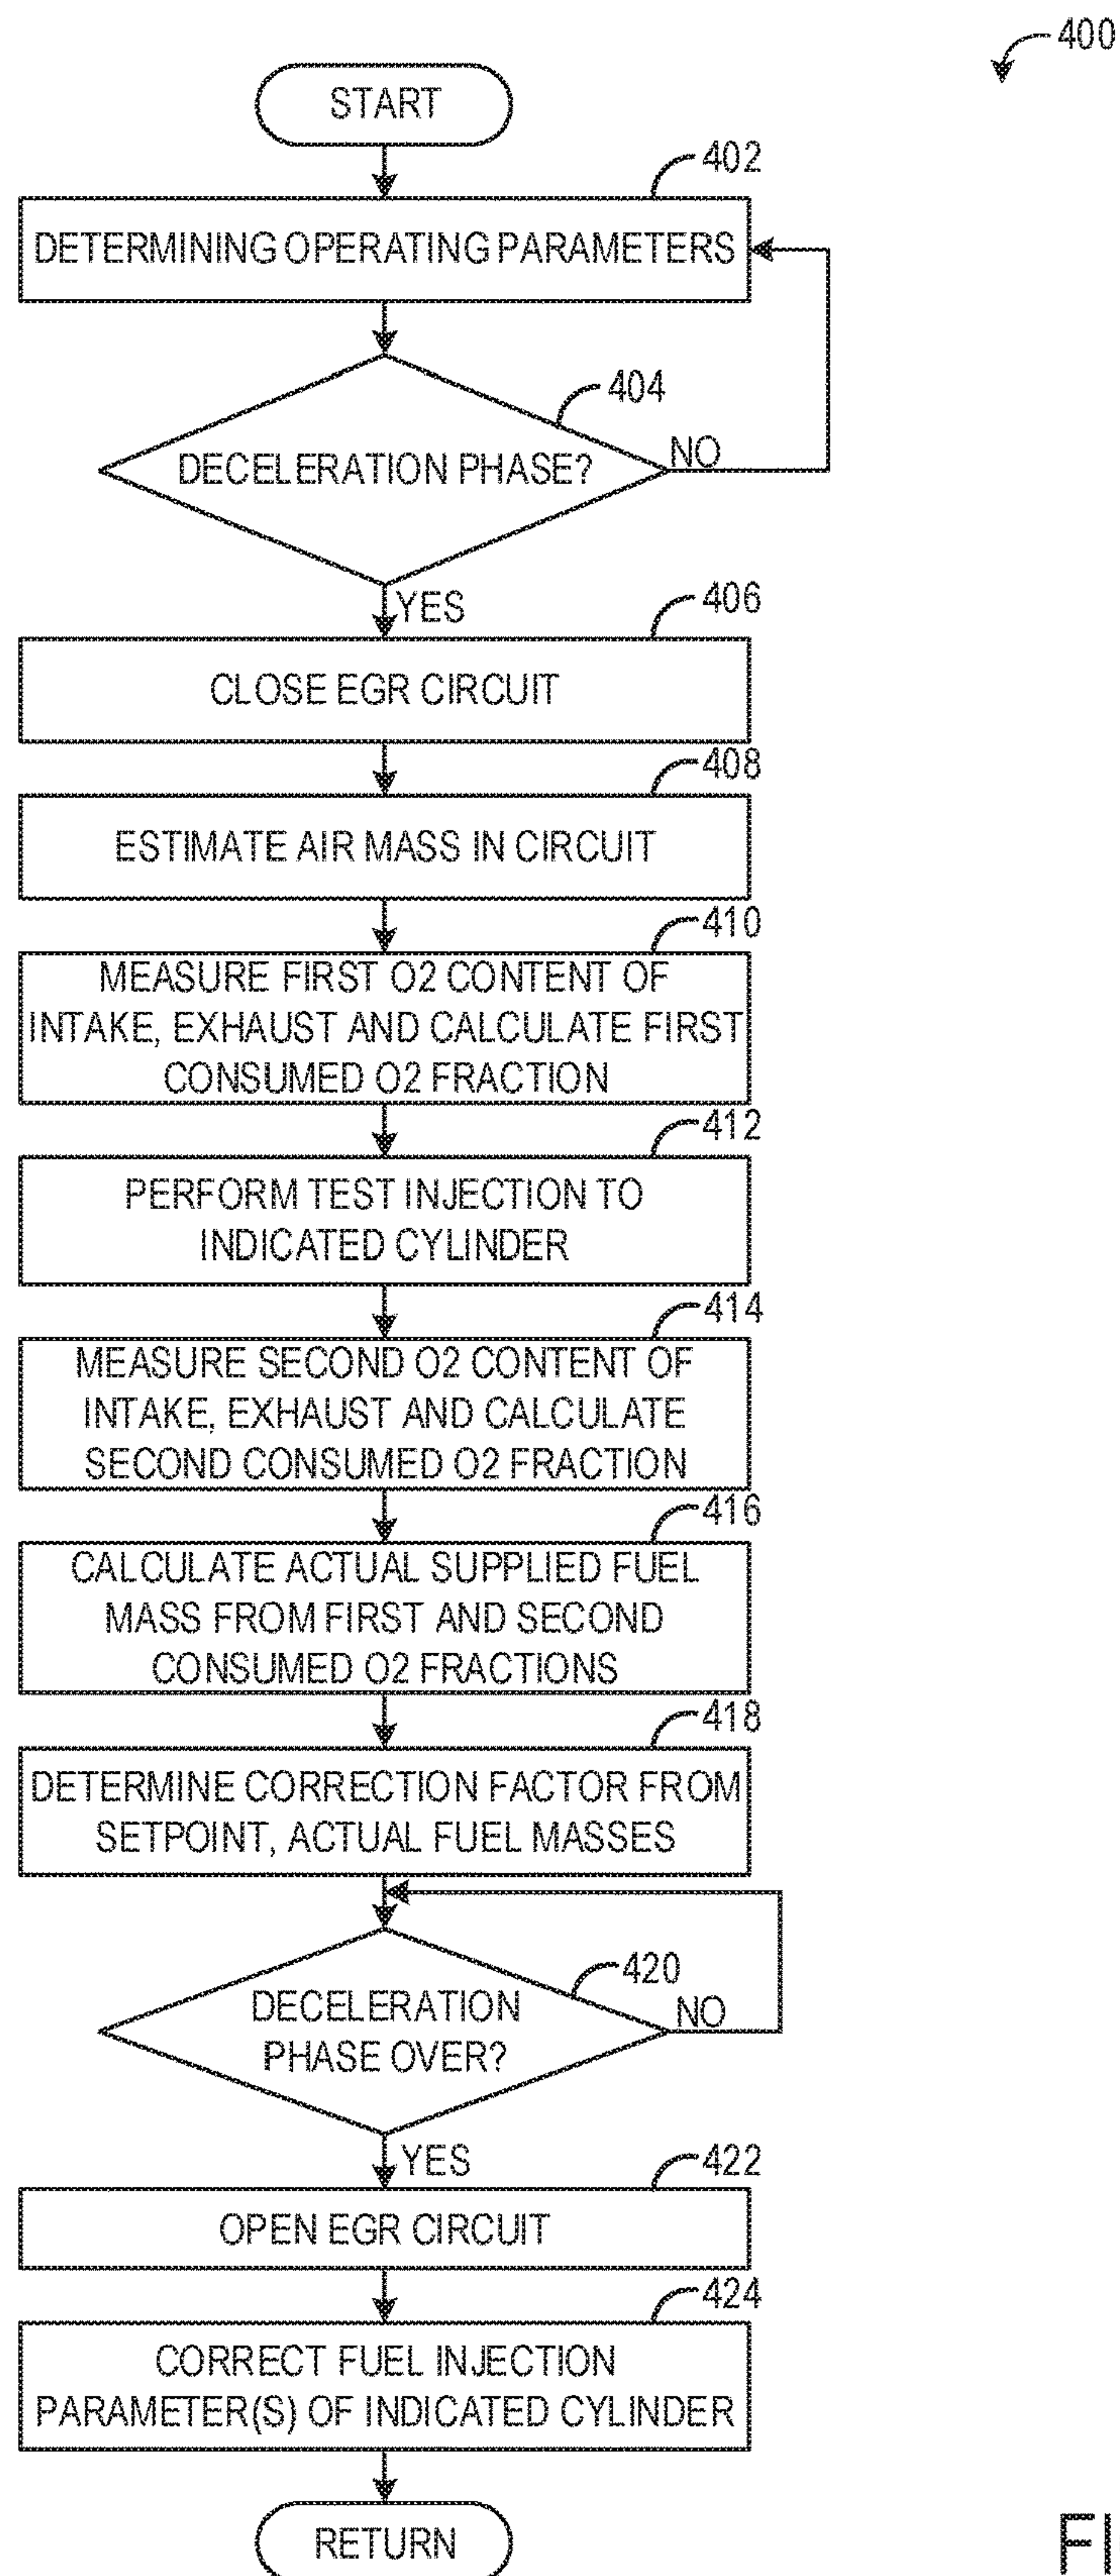 400
START
402
DETERMINING OPERATING PARAMETERS
404
DECELERATION PHASE?
NO
YES
406
CLOSE EGR CIRCUIT
408
ESTIMATE AIR MASS IN CIRCUIT
410
MEASURE FIRST O2 CONTENT OF
INTAKE, EXHAUST AND CALCULATE FIRST
CONSUMED O2 FRACTION
412
PERFORM TEST INJECTION TO
INDICATED CYLINDER
414
MEASURE SECOND O2 CONTENT OF
INTAKE, EXHAUST AND CALCULATE
SECOND CONSUMED O2 FRACTION
416
CALCULATE ACTUAL SUPPLIED FUEL
MASS FROM FIRST AND SECOND
CONSUMED O2 FRACTIONS
418
DETERMINE CORRECTION FACTOR FROM
SETPOINT, ACTUAL FUEL MASSES
420
DECELERATION
PHASE OVER?
NO
YES
422
OPEN EGR CIRCUIT
424
CORRECT FUEL INJECTION
PARAMETER(S) OF INDICATED CYLINDER
RETURN